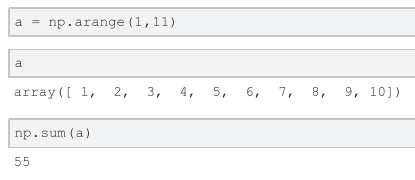 a = np.arange(1,11)
a
array([ 1,  2,  3,  4,  5,  6,  7,  8,  9, 10])
np.sum(a)
55